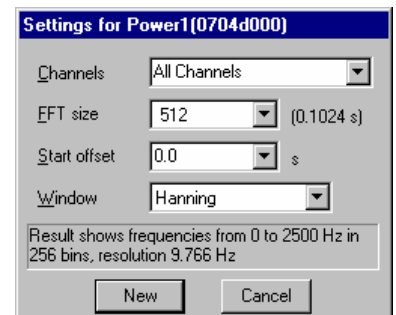 Settings for Power1(0704d000)
Channels All Channels
FFT size 512 (0.1024 s)
Start offset 0.0 s
Window Hanning
Result shows frequencies from 0 to 2500 Hz in
256 bins, resolution 9.766 Hz
New Cancel